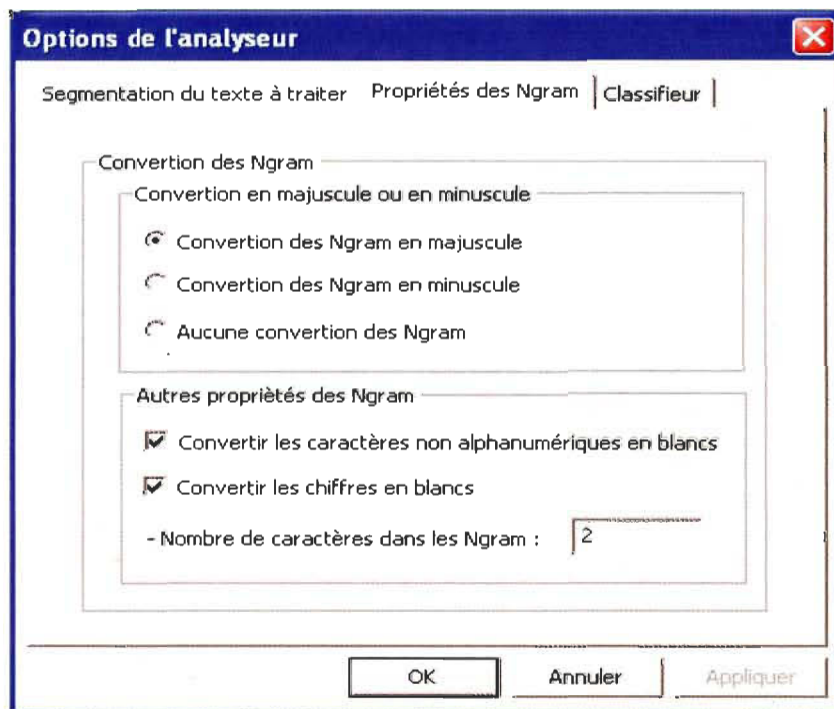 Options de l'analyseur
Segmentation du texte à traiter Propriétés des Ngram Classifieur
Convertion des Ngram
Convertion en majuscule ou en minuscule
Convertion des Ngram en majuscule
Convertion des Ngram en minuscule
Aucune convertion des Ngram
Autres propriètés des Ngram
Convertir les caractères non alphanumériques en blancs
Convertir les chiffres en blancs
- Nombre de caractères dans les Ngram : 2
OK Annuler Appliquer